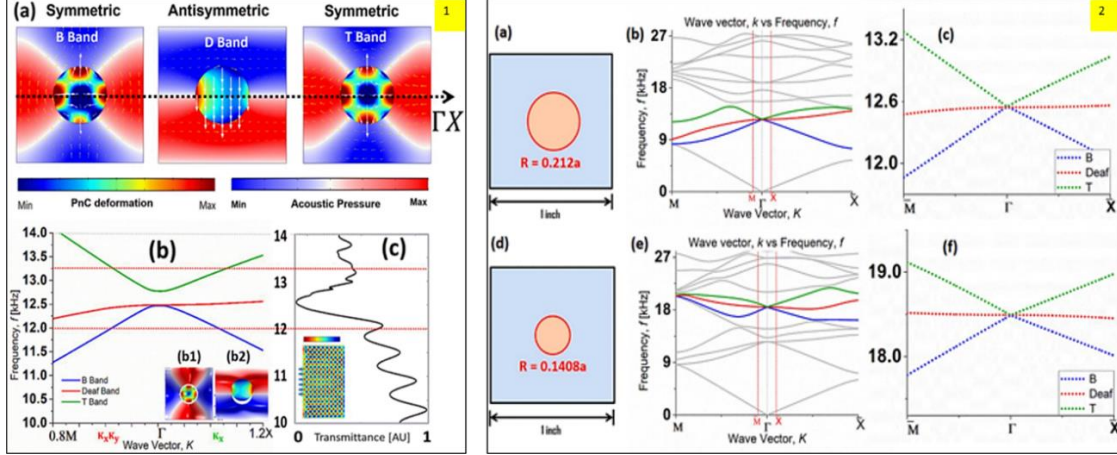 1
(a)
Symmetric
Antisymmetric
Symmetric
B Band
D Band
T Band
ΓX
Min
PnC deformation
Max
Min
Acoustic Pressure
Max
(b)
(c)
14.0
13.5
13.0
12.5
12.0
11.5
11.0
10.5
10.0
Frequency, f [kHz]
14
13
12
11
10
(b1)
(b2)
B Band
Deaf Band
T Band
0.8M
KxKy
Γ
Kx
1.2X
Wave Vector, K
0
Transmittance [AU]
1
2
(a)
R = 0.212a
1 inch
(b)
Wave vector, k vs Frequency, f
27
18
9
0
Frequency, f [kHz]
M
M
Γ
X
X
Wave Vector, K
(c)
13.2
12.6
12.0
B
Deaf
T
M̄
Γ
X̄
(d)
R = 0.1408a
1 inch
(e)
Wave vector, k vs Frequency, f
27
18
9
0
Frequency, f [kHz]
M
M
Γ
X
X
Wave Vector, K
(f)
19.0
18.0
B
Deaf
T
M̄
Γ
X̄